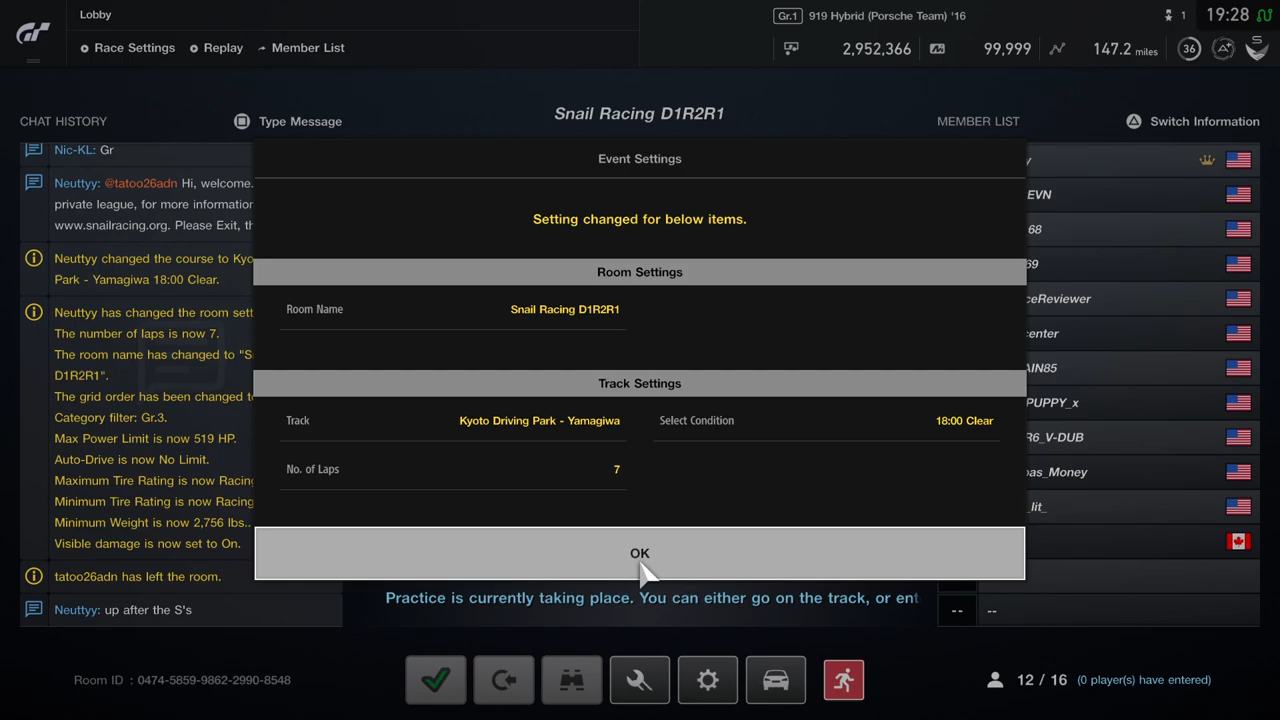 Lobby
Gr.1 919 Hybrid (Porsche Team) '16
1 19:28
Race Settings Replay Member List
2,952,366 99,999 147.2 miles 36 A+ S
CHAT HISTORY Type Message
Snail Racing D1R2R1
MEMBER LIST Switch Information
Nic-KL: Gr
Neuttyy: @tatoo26adn Hi, welcome.
private league, for more information
www.snailracing.org. Please Exit, th
Neuttyy changed the course to Kyo
Park - Yamagiwa 18:00 Clear.
Neuttyy has changed the room sett
The number of laps is now 7.
The room name has changed to "S
D1R2R1".
The grid order has been changed t
Category filter: Gr.3.
Max Power Limit is now 519 HP.
Auto-Drive is now No Limit.
Maximum Tire Rating is now Racing
Minimum Tire Rating is now Racing
Minimum Weight is now 2,756 lbs..
Visible damage is now set to On.
tatoo26adn has left the room.
Neuttyy: up after the S's
Event Settings
Setting changed for below items.
Room Settings
Room Name Snail Racing D1R2R1
Track Settings
Track Kyoto Driving Park - Yamagiwa Select Condition 18:00 Clear
No. of Laps 7
OK
Practice is currently taking place. You can either go on the track, or ent
y
EVN
68
69
ceReviewer
center
AIN85
PUPPY_x
R6_V-DUB
bas_Money
_lit_
-- --
Room ID : 0474-5859-9862-2990-8548
12 / 16 (0 player(s) have entered)